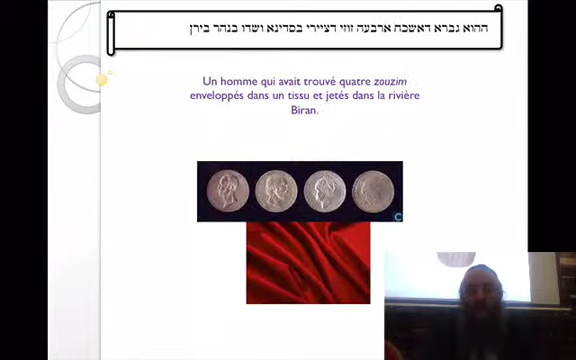 ההוא גברא דאשכח ארבעה זוזי דציירי בסדינא ושדו בנהר בירן
Un homme qui avait trouvé quatre zouzim
enveloppés dans un tissu et jetés dans la rivière
Biran.
C